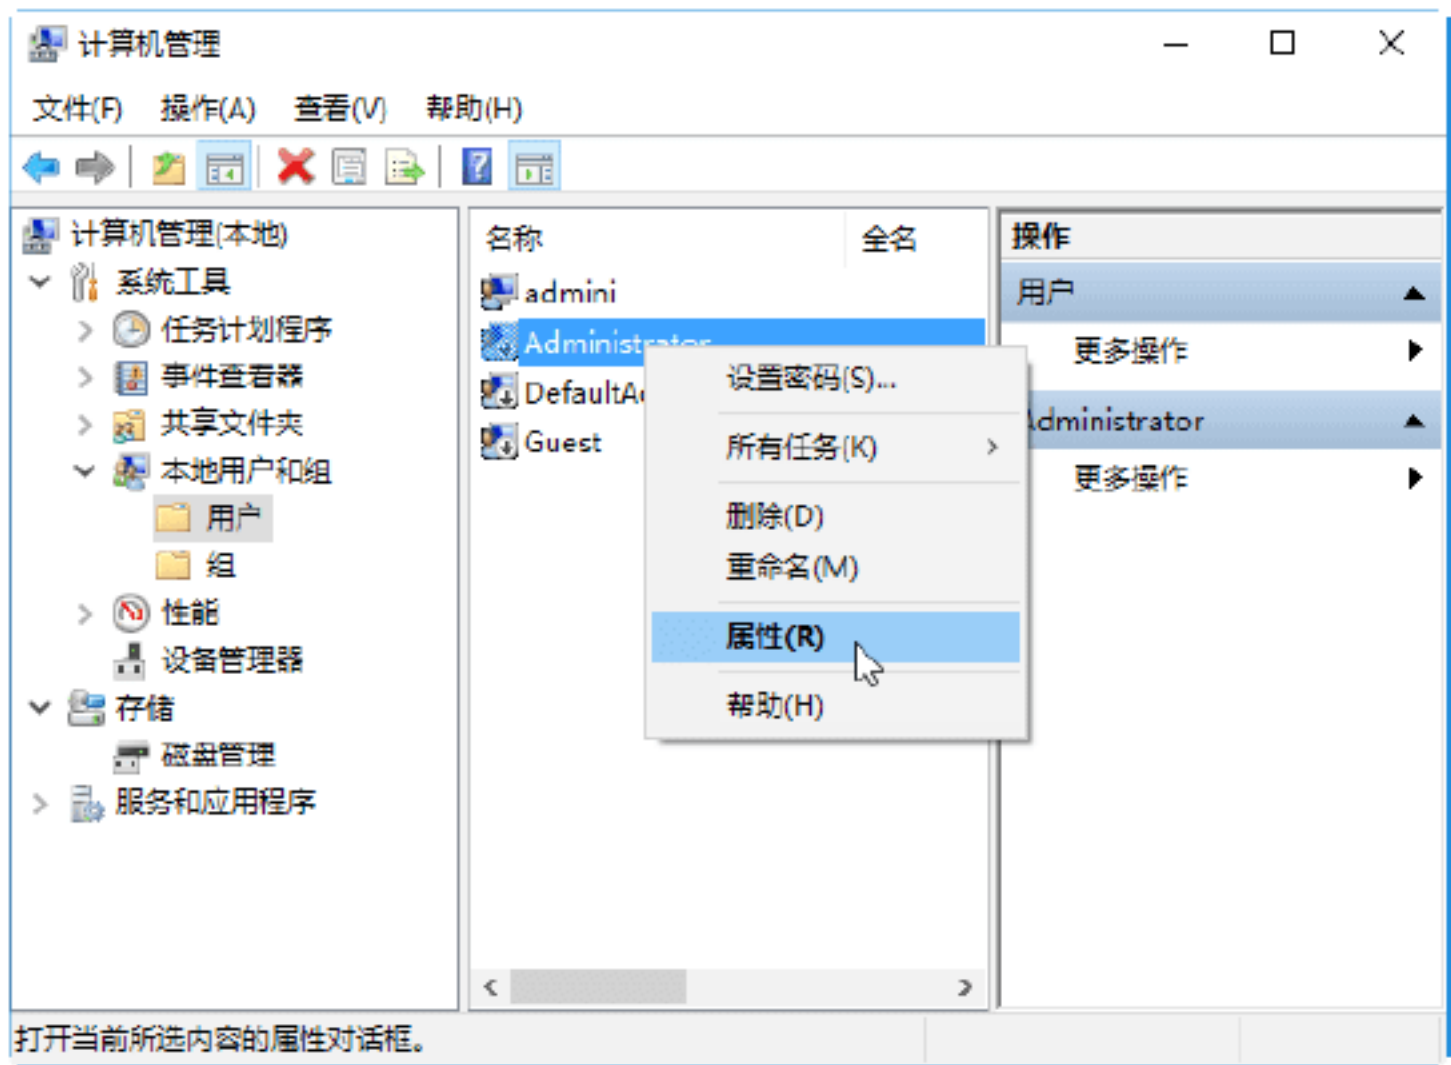 计算机管理
文件(F) 操作(A) 查看(V) 帮助(H)
计算机管理(本地)
系统工具
任务计划程序
事件查看器
共享文件夹
本地用户和组
用户
组
性能
设备管理器
存储
磁盘管理
服务和应用程序
名称 全名
admini
Administrator
DefaultAc
Guest
设置密码(S)...
所有任务(K)
删除(D)
重命名(M)
属性(R)
帮助(H)
操作
用户
更多操作
Administrator
更多操作
打开当前所选内容的属性对话框。